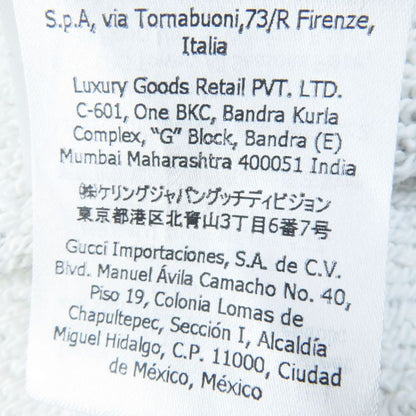 S.p.A, via Tornabuoni,73/R Firenze,
Italia
Luxury Goods Retail PVT. LTD.
C-601, One BKC, Bandra Kurla
Complex, “G” Block, Bandra (E)
Mumbai Maharashtra 400051 India
㈱ケリングジャパングッチディビジョン
東京都港区北青山3丁目6番7号
Gucci Importaciones, S.A. de C.V.
Blvd. Manuel Ávila Camacho No. 40,
Piso 19, Colonia Lomas de
Chapultepec, Sección I, Alcaldía
Miguel Hidalgo, C.P. 11000, Ciudad
de México, México